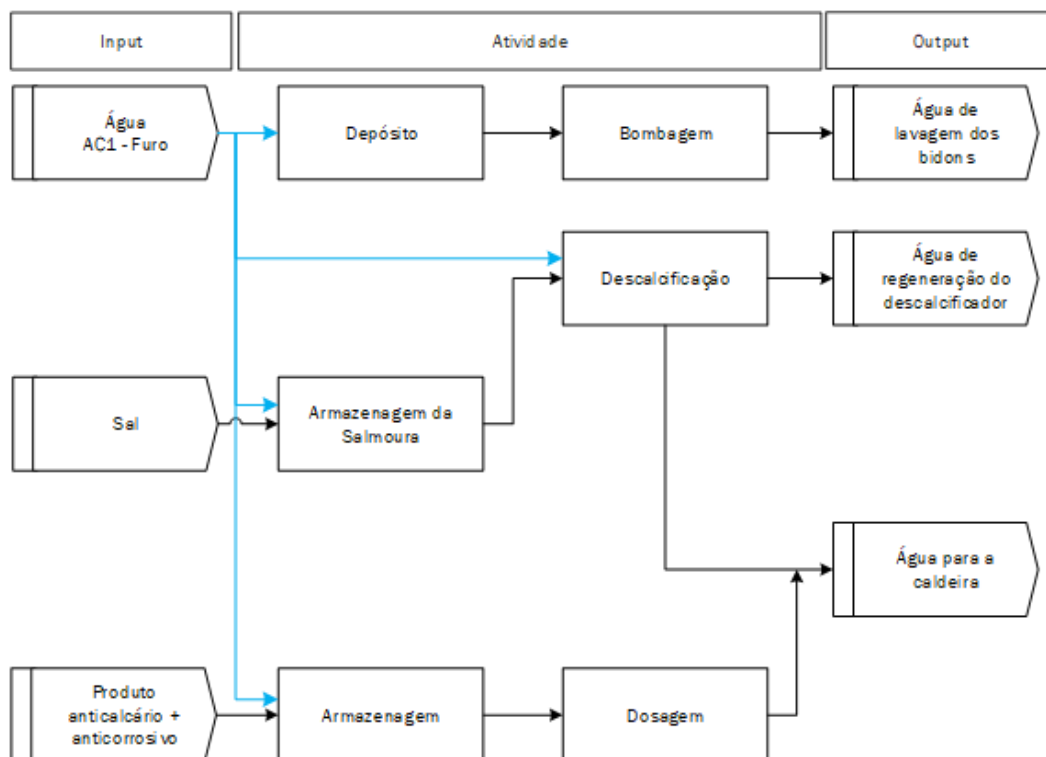 Input
Atividade
Output
Água
AC1 - Furo
Depósito
Bombagem
Água de
lavagem dos
bidons
Descalcificação
Água de
regeneração do
descalcificador
Sal
Armazenagem da
Salmoura
Água para a
caldeira
Produto
anticalcário +
anticorrosivo
Armazenagem
Dosagem